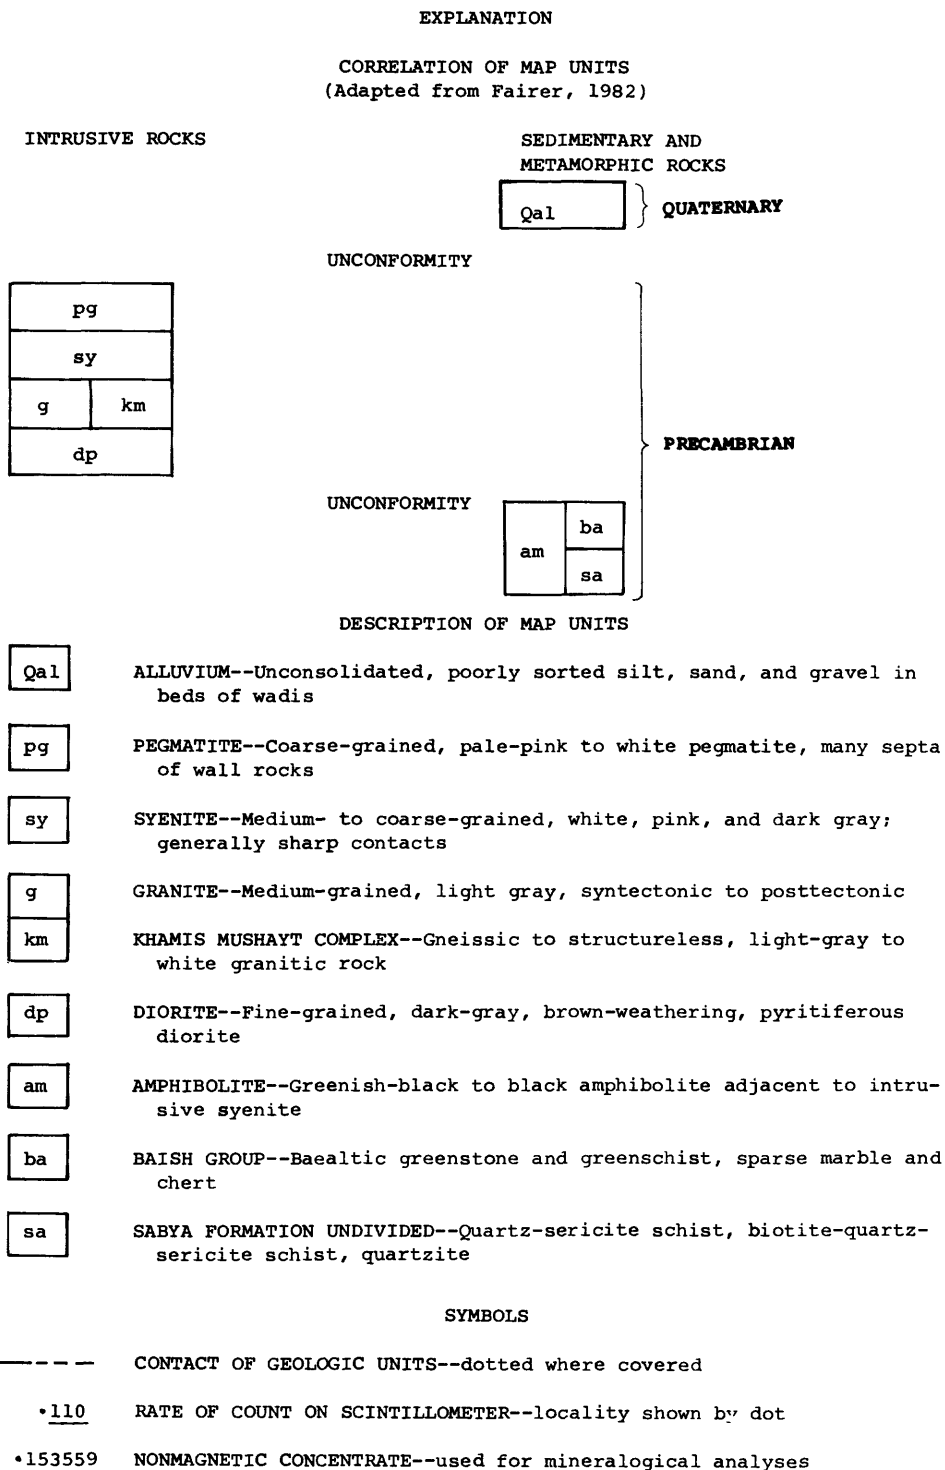 EXPLANATION
CORRELATION OF MAP UNITS
(Adapted from Fairer, 1982)
INTRUSIVE ROCKS
SEDIMENTARY AND
METAMORPHIC ROCKS
Qal
QUATERNARY
UNCONFORMITY
pg
sy
g km
dp
PRECAMBRIAN
UNCONFORMITY
ba
am
sa
DESCRIPTION OF MAP UNITS
Qal ALLUVIUM--Unconsolidated, poorly sorted silt, sand, and gravel in
beds of wadis
pg PEGMATITE--Coarse-grained, pale-pink to white pegmatite, many septa
of wall rocks
sy SYENITE--Medium- to coarse-grained, white, pink, and dark gray;
generally sharp contacts
g GRANITE--Medium-grained, light gray, syntectonic to posttectonic
km KHAMIS MUSHAYT COMPLEX--Gneissic to structureless, light-gray to
white granitic rock
dp DIORITE--Fine-grained, dark-gray, brown-weathering, pyritiferous
diorite
am AMPHIBOLITE--Greenish-black to black amphibolite adjacent to intru-
sive syenite
ba BAISH GROUP--Baealtic greenstone and greenschist, sparse marble and
chert
sa SABYA FORMATION UNDIVIDED--Quartz-sericite schist, biotite-quartz-
sericite schist, quartzite
SYMBOLS
CONTACT OF GEOLOGIC UNITS--dotted where covered
•110 RATE OF COUNT ON SCINTILLOMETER--locality shown by dot
•153559 NONMAGNETIC CONCENTRATE--used for mineralogical analyses